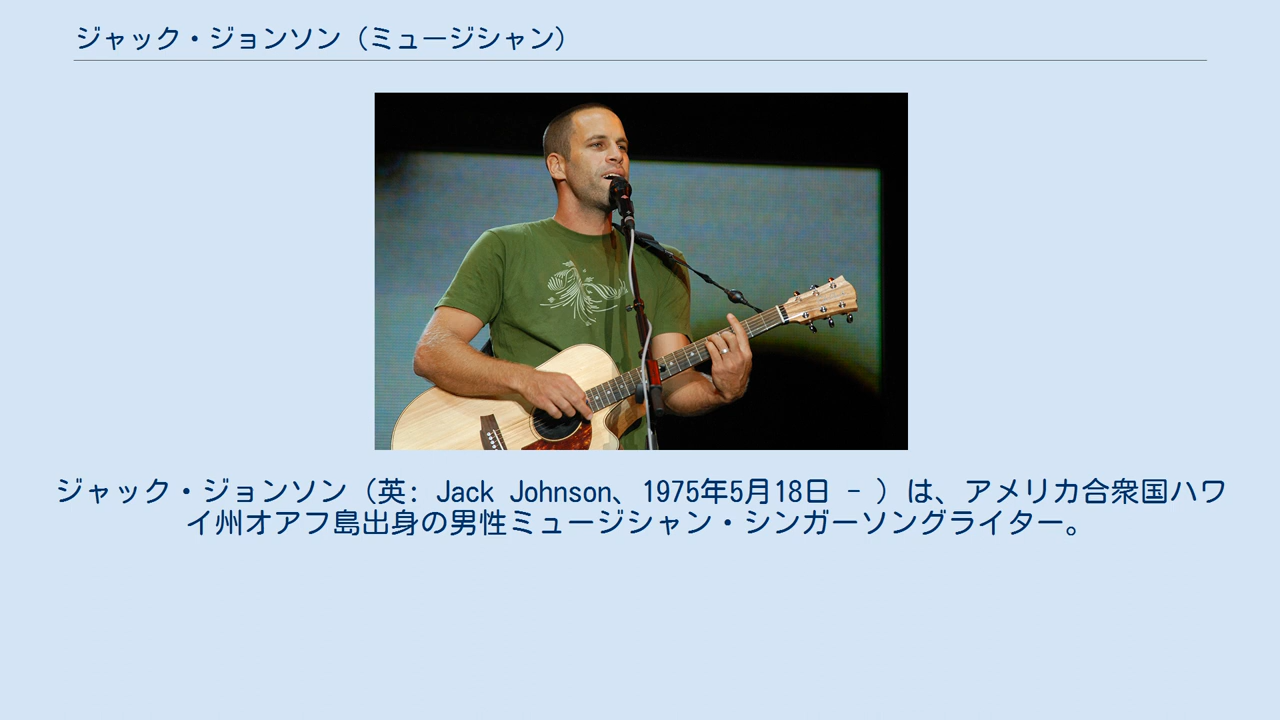 ジャック・ジョンソン（ミュージシャン）
ジャック・ジョンソン（英: Jack Johnson、1975年5月18日 - ）は、アメリカ合衆国ハワ
イ州オアフ島出身の男性ミュージシャン・シンガーソングライター。